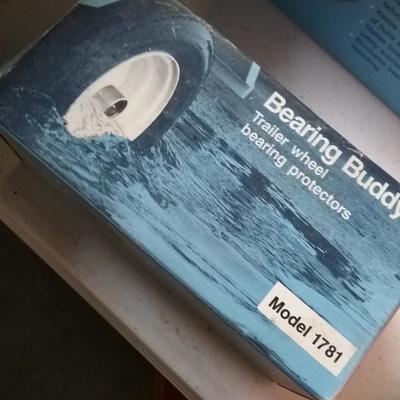 Bearing Buddy
Trailer wheel
bearing protectors
Model 1781